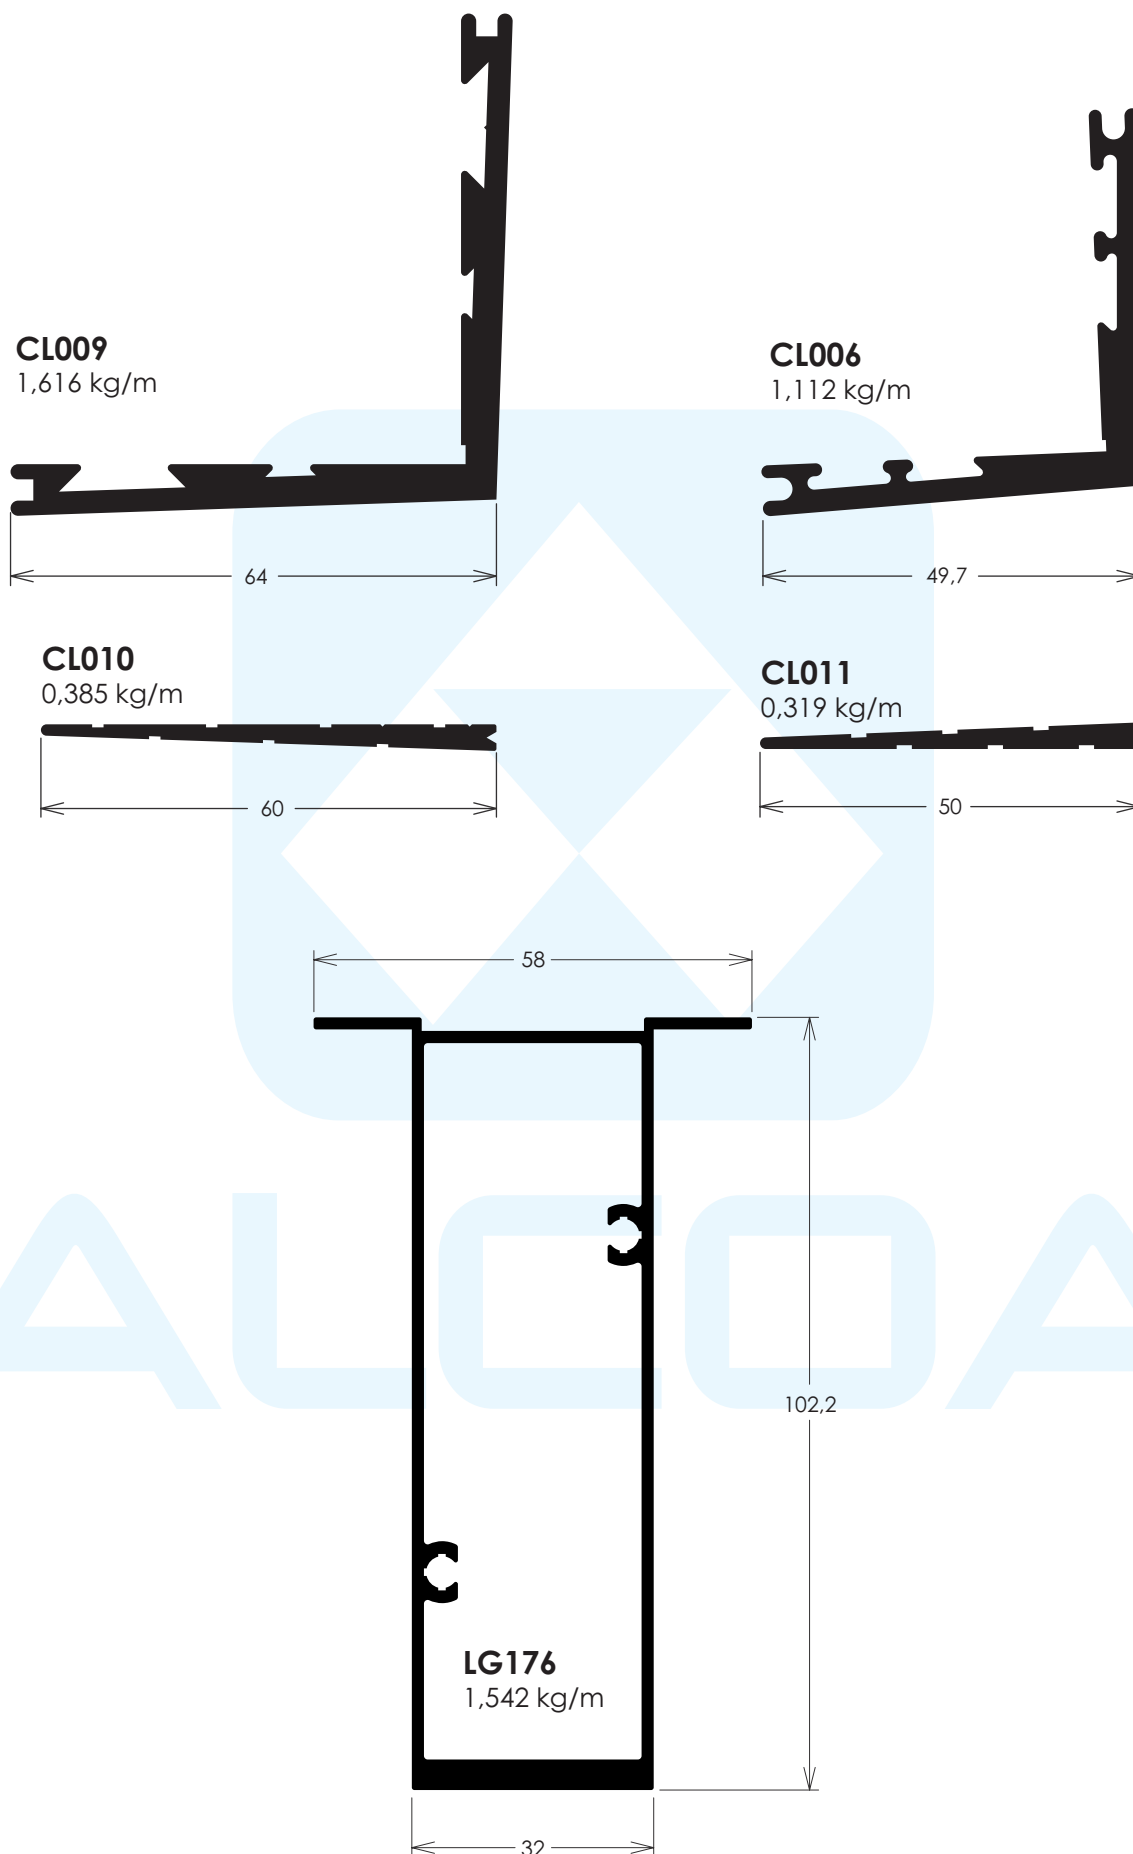 CL009
1,616 kg/m
CL006
1,112 kg/m
64
49,7
CL010
0,385 kg/m
CL011
0,319 kg/m
60
50
58
102,2
LG176
1,542 kg/m
32
ALCOA